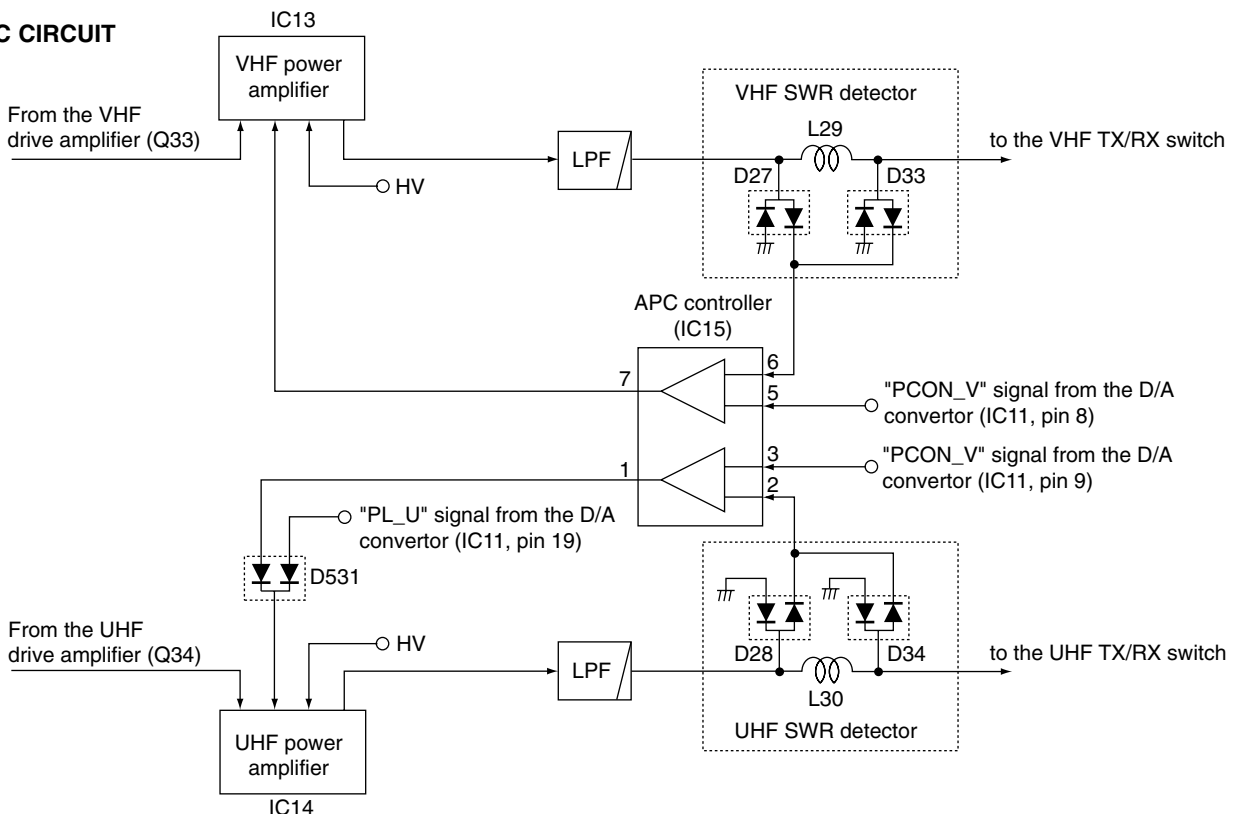 C CIRCUIT
IC13
VHF power
amplifier
From the VHF
drive amplifier (Q33)
HV
LPF
VHF SWR detector
L29
D27
D33
to the VHF TX/RX switch
APC controller
(IC15)
7
6
5
"PCON_V" signal from the D/A
convertor (IC11, pin 8)
1
3
2
"PCON_V" signal from the D/A
convertor (IC11, pin 9)
"PL_U" signal from the D/A
convertor (IC11, pin 19)
D531
From the UHF
drive amplifier (Q34)
HV
LPF
D28
D34
L30
UHF SWR detector
to the UHF TX/RX switch
UHF power
amplifier
IC14